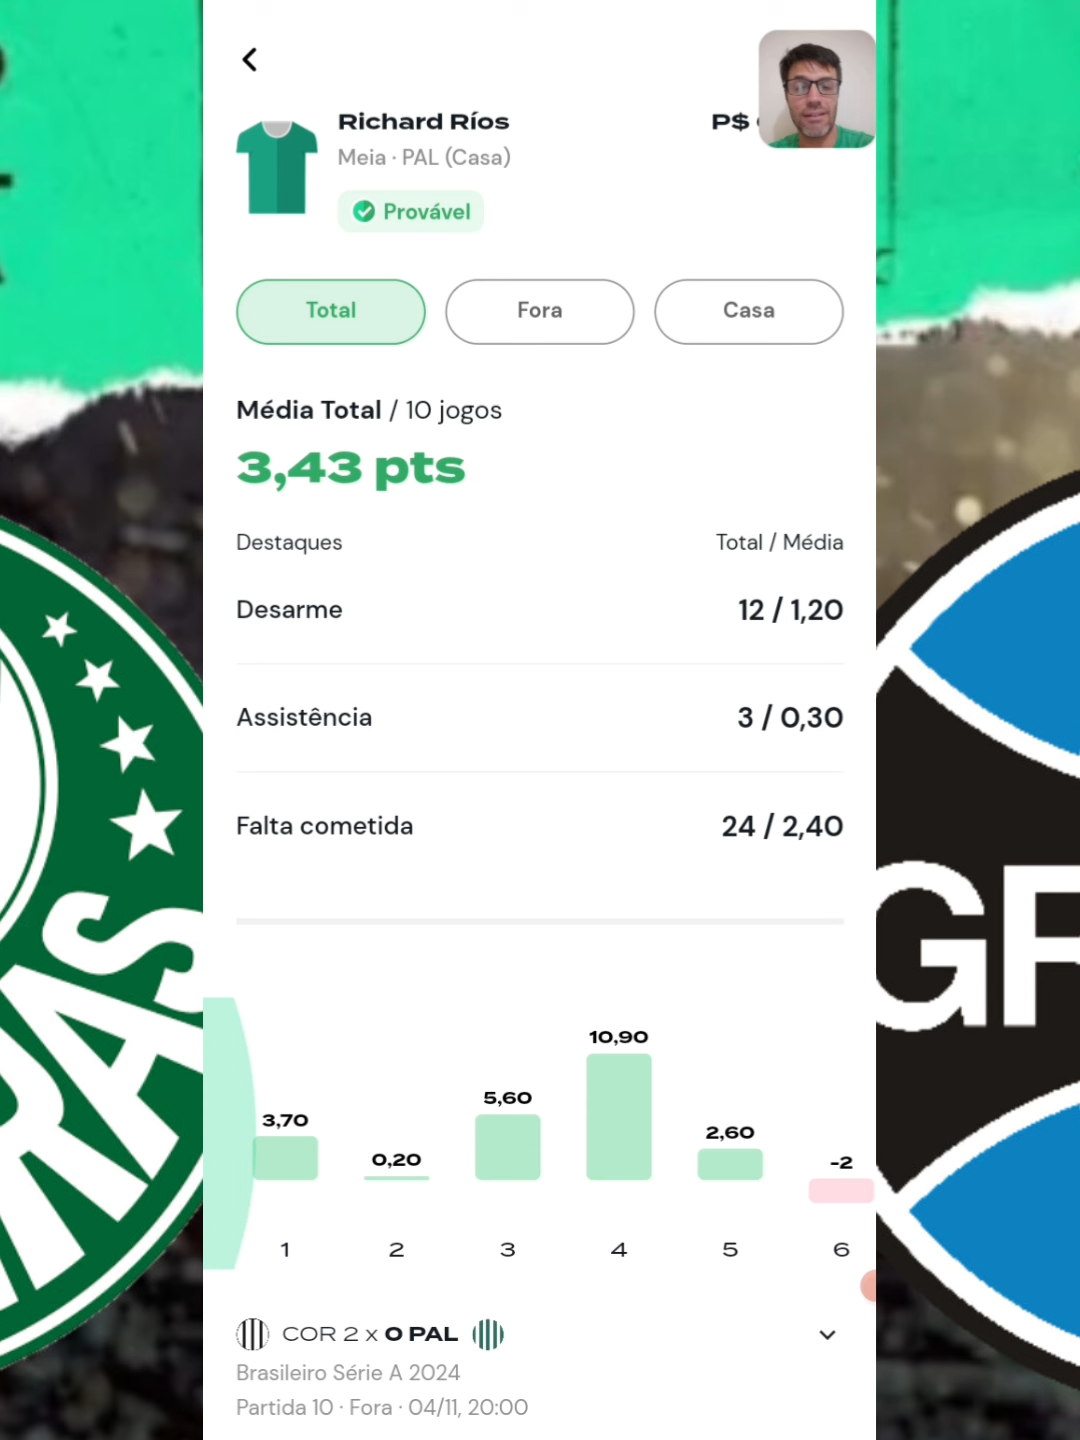 Richard Ríos
P$
Meia · PAL (Casa)
Provável
Total
Fora
Casa
Média Total / 10 jogos
3,43 pts
Destaques
Total / Média
Desarme
12 / 1,20
Assistência
3 / 0,30
Falta cometida
24 / 2,40
3,70
0,20
5,60
10,90
2,60
-2
1
2
3
4
5
6
COR 2 x 0 PAL
Brasileiro Série A 2024
Partida 10 · Fora · 04/11, 20:00